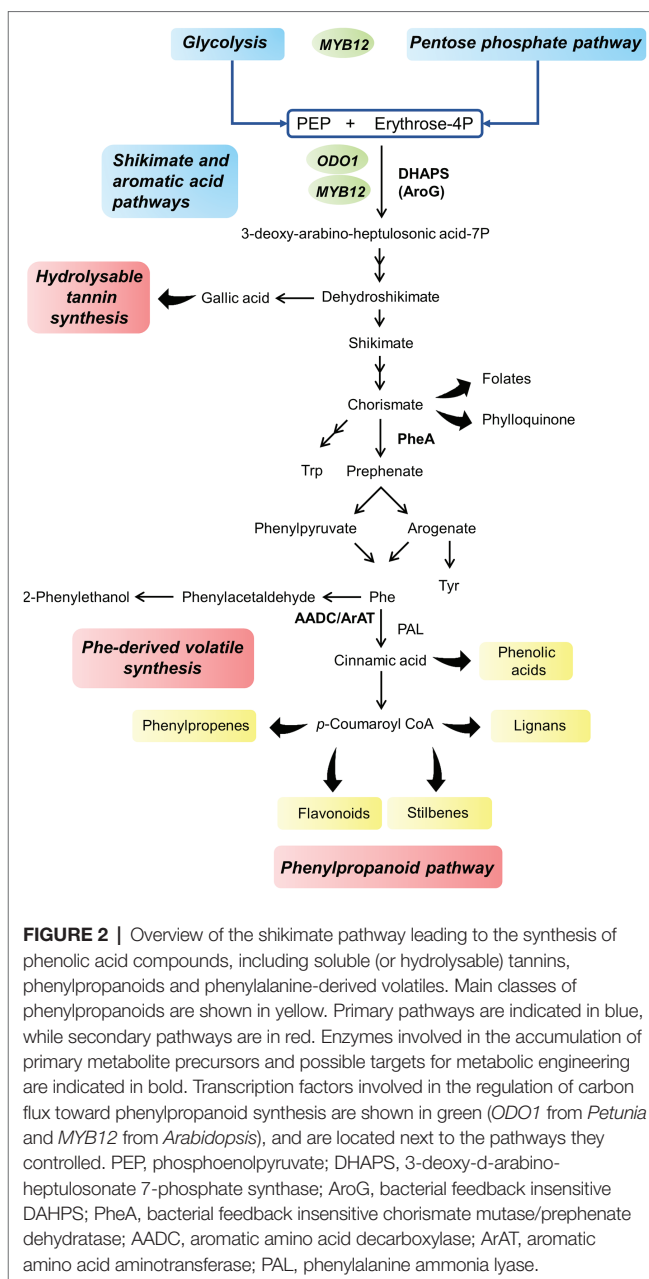 Glycolysis
MYB12
Pentose phosphate pathway
PEP + Erythrose-4P
Shikimate and
aromatic acid
pathways
ODO1
MYB12
DHAPS
(AroG)
3-deoxy-arabino-heptulosonic acid-7P
Hydrolysable
tannin
synthesis
Gallic acid
Dehydroshikimate
Shikimate
Chorismate
Folates
Phylloquinone
PheA
Trp
Prephenate
Phenylpyruvate
Arogenate
Tyr
2-Phenylethanol
Phenylacetaldehyde
Phe
AADC/ArAT
PAL
Phe-derived volatile
synthesis
Cinnamic acid
Phenolic
acids
Phenylpropenes
p-Coumaroyl CoA
Lignans
Flavonoids
Stilbenes
Phenylpropanoid pathway
FIGURE 2 | Overview of the shikimate pathway leading to the synthesis of
phenolic acid compounds, including soluble (or hydrolysable) tannins,
phenylpropanoids and phenylalanine-derived volatiles. Main classes of
phenylpropanoids are shown in yellow. Primary pathways are indicated in blue,
while secondary pathways are in red. Enzymes involved in the accumulation of
primary metabolite precursors and possible targets for metabolic engineering
are indicated in bold. Transcription factors involved in the regulation of carbon
flux toward phenylpropanoid synthesis are shown in green (ODO1 from Petunia
and MYB12 from Arabidopsis), and are located next to the pathways they
controlled. PEP, phosphoenolpyruvate; DHAPS, 3-deoxy-d-arabino-
heptulosonate 7-phosphate synthase; AroG, bacterial feedback insensitive
DAHPS; PheA, bacterial feedback insensitive chorismate mutase/prephenate
dehydratase; AADC, aromatic amino acid decarboxylase; ArAT, aromatic
amino acid aminotransferase; PAL, phenylalanine ammonia lyase.